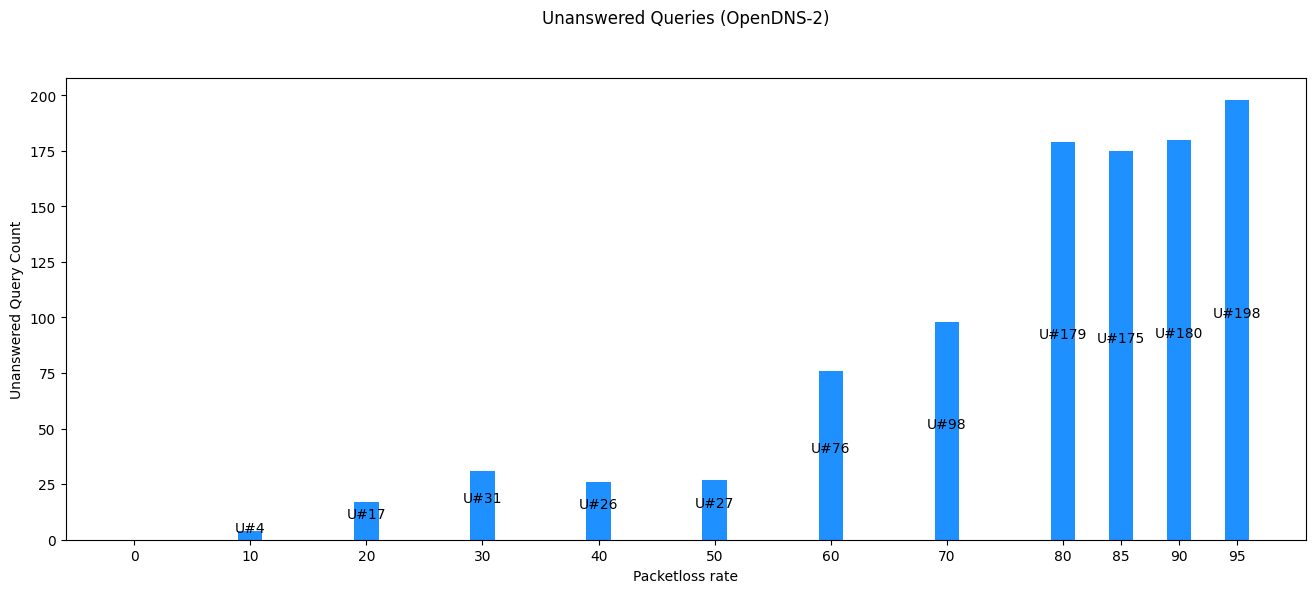 Unanswered Queries (OpenDNS-2)
Unanswered Query Count
200
175
150
125
100
75
50
25
0
U#4
U#17
U#31
U#26
U#27
U#76
U#98
U#179
U#175
U#180
U#198
0 10 20 30 40 50 60 70 80 85 90 95
Packetloss rate